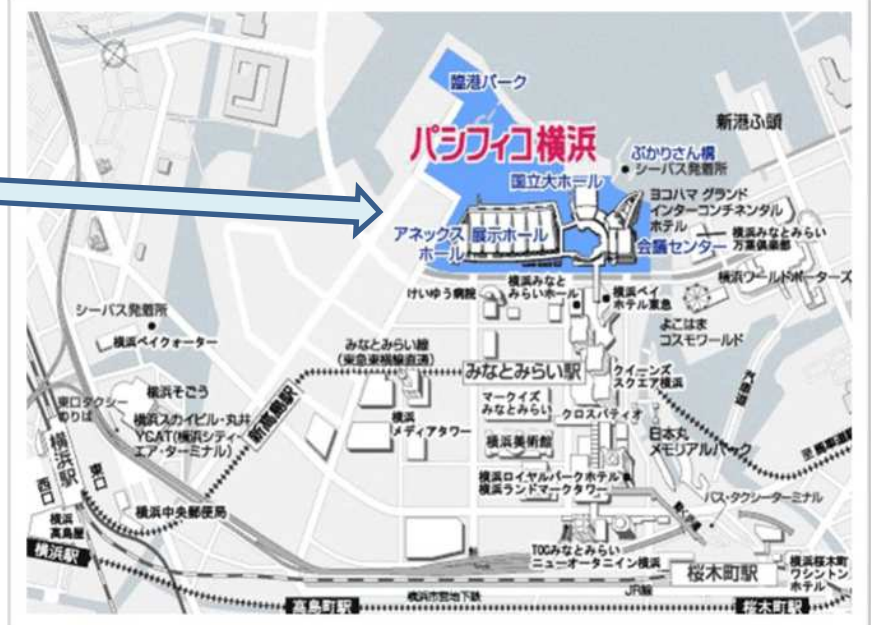 臨港パーク
パシフィコ横浜
新港ふ頭
ぷかりさん橋
シーバス発着所
国立大ホール
ヨコハマ グランド
インターコンチネンタル
ホテル
アネックス
ホール
展示ホール
会議センター
横浜みなとみらい
万葉倶楽部
けいゆう病院
横浜みなと
みらいホール
横浜ベイ
ホテル東急
横浜ワールドポーターズ
よこはま
コスモワールド
シーバス発着所
横浜ベイクォーター
みなとみらい線
(東急東横線直通)
みなとみらい駅
クイーンズ
スクエア横浜
汽車道
横浜そごう
東口タクシー
のりば
横浜スカイビル・丸井
YCAT(横浜シティ・
エア・ターミナル)
新高島駅
横浜
メディアタワー
マークイズ
みなとみらい
クロスパティオ
横浜美術館
日本丸
メモリアルパーク
至馬車道駅
横浜駅
西口
東口
横浜中央郵便局
横浜ロイヤルパークホテル
横浜ランドマークタワー
バス・タクシーターミナル
動く歩道
横浜
高島屋
横浜駅
TOCみなとみらい
ニューオータニイン横浜
桜木町駅
横浜桜木町
ワシントン
ホテル
高島町駅
横浜市営地下鉄
JR線
桜木町駅